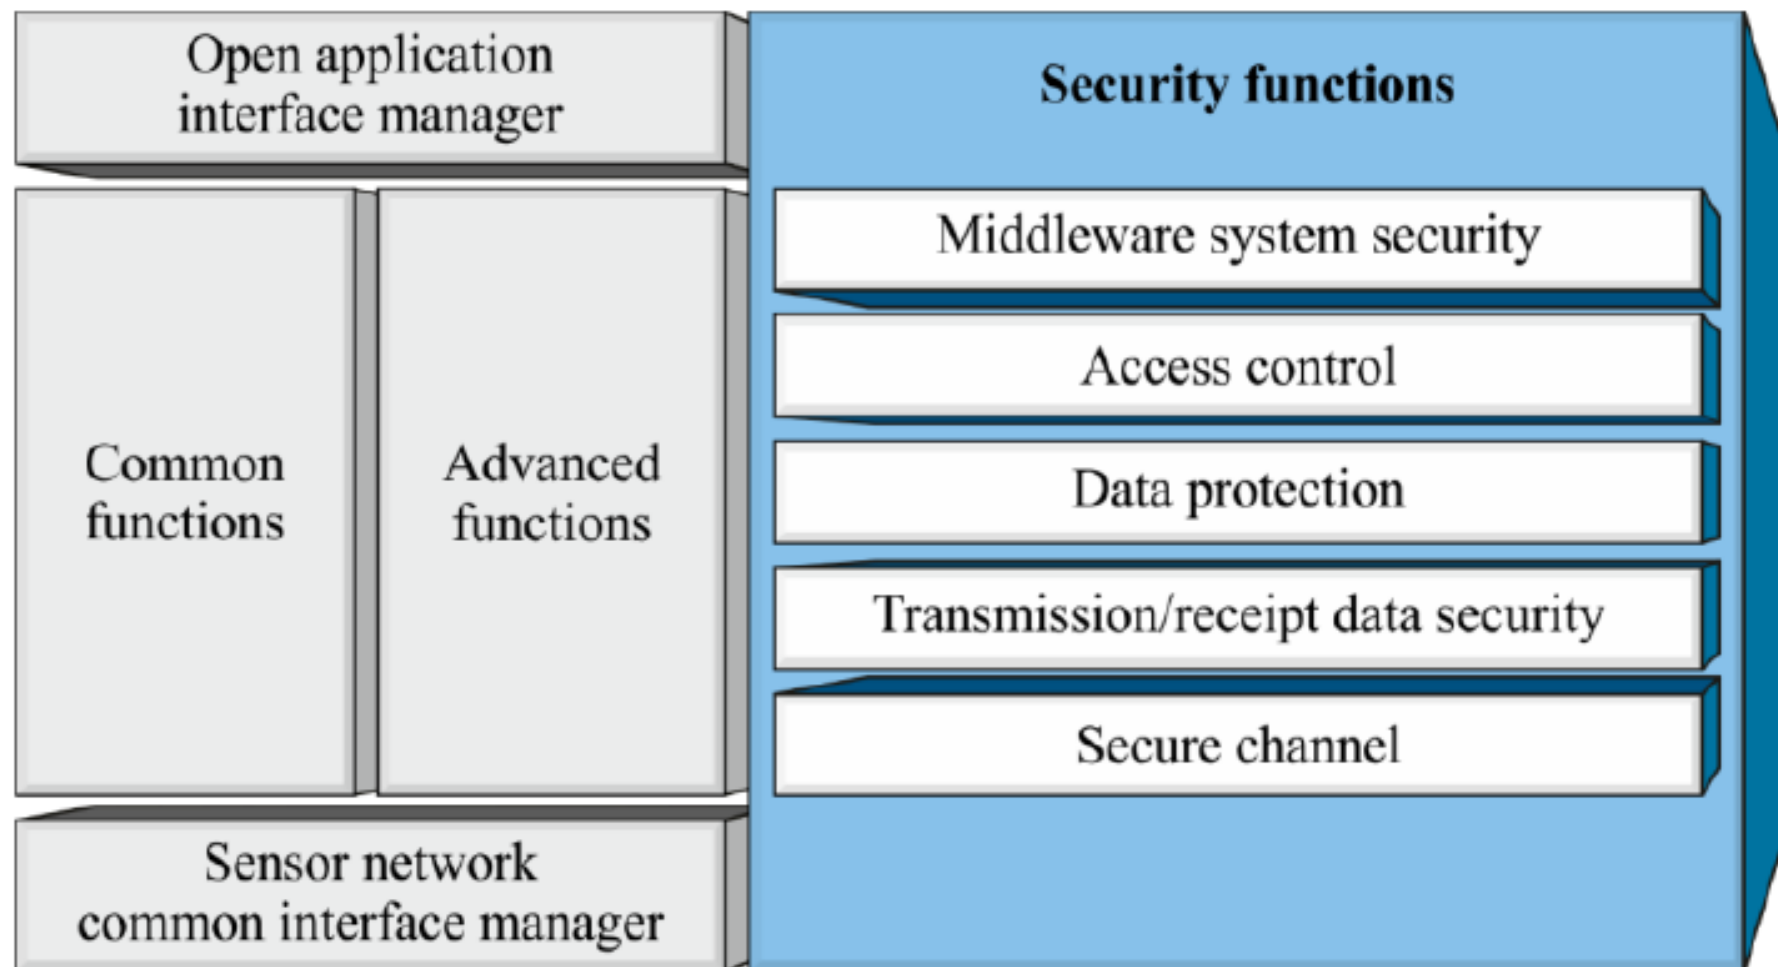 Open application
interface manager
Security functions
Middleware system security
Access control
Common
functions
Advanced
functions
Data protection
Transmission/receipt data security
Secure channel
Sensor network
common interface manager